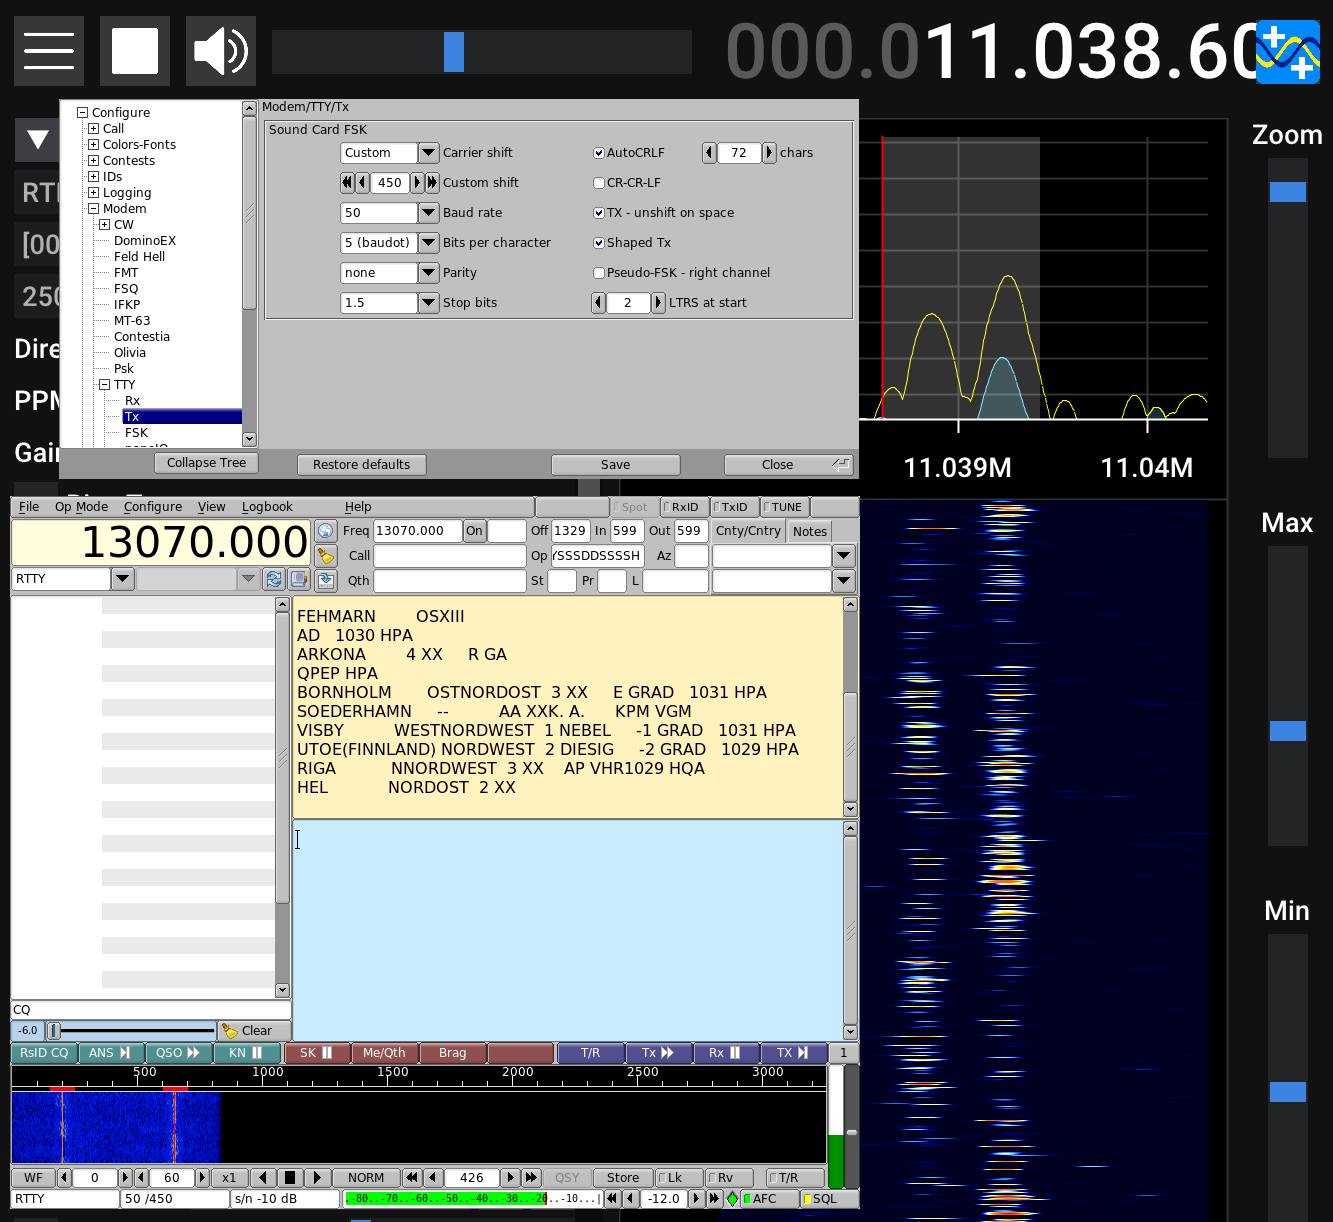 000.011.038.60
Configure
Call
Colors-Fonts
Contests
IDs
Logging
Modem
CW
DominoEX
Feld Hell
FMT
FSQ
IFKP
MT-63
Contestia
Olivia
Psk
TTY
Rx
Tx
FSK
Modem/TTY/Tx
Sound Card FSK
Custom Carrier shift
450 Custom shift
50 Baud rate
5 (baudot) Bits per character
none Parity
1.5 Stop bits
AutoCRLF 72 chars
CR-CR-LF
TX - unshift on space
Shaped Tx
Pseudo-FSK - right channel
2 LTRS at start
Collapse Tree Restore defaults Save Close
RT
[00
250
Dire
PPM
Gai
Zoom
Max
Min
11.039M 11.04M
File Op Mode Configure View Logbook Help Spot RxID TxID TUNE
13070.000
Freq 13070.000 On Off 1329 In 599 Out 599 Cnty/Cntry Notes
Call Op YSSSDDSSSSH Az
RTTY Qth St Pr L
FEHMARN OSXIII
AD 1030 HPA
ARKONA 4 XX R GA
QPEP HPA
BORNHOLM OSTNORDOST 3 XX E GRAD 1031 HPA
SOEDERHAMN -- AA XXK. A. KPM VGM
VISBY WESTNORDWEST 1 NEBEL -1 GRAD 1031 HPA
UTOE(FINNLAND) NORDWEST 2 DIESIG -2 GRAD 1029 HPA
RIGA NNORDWEST 3 XX AP VHR1029 HQA
HEL NORDOST 2 XX
CQ
-6.0 Clear
RsID CQ ANS QSO KN SK Me/Qth Brag T/R Tx Rx TX 1
500 1000 1500 2000 2500 3000
WF 0 60 x1 NORM 426 QSY Store Lk Rv T/R
RTTY 50 /450 s/n -10 dB -80..-70..-60..-50..-40..-30..-20..-10...| -12.0 AFC SQL